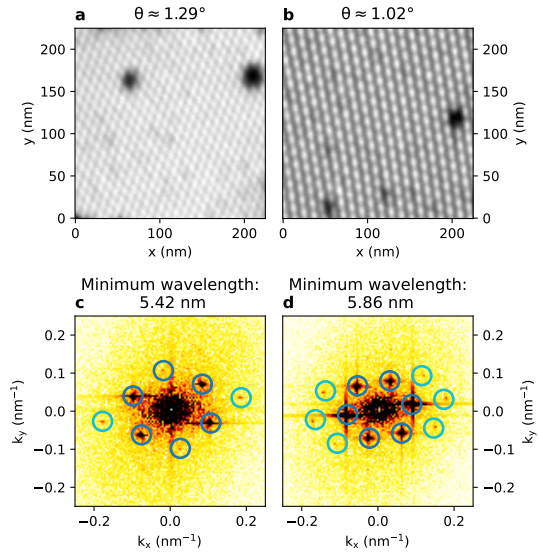 a
θ ≈ 1.29°
b
θ ≈ 1.02°
200
150
100
50
0
y (nm)
0
100
200
x (nm)
200
150
100
50
0
y (nm)
0
100
200
x (nm)
Minimum wavelength:
c
5.42 nm
Minimum wavelength:
d
5.86 nm
0.2
0.1
0.0
−0.1
−0.2
k_y (nm⁻¹)
−0.2
0.0
0.2
k_x (nm⁻¹)
0.2
0.1
0.0
−0.1
−0.2
k_y (nm⁻¹)
−0.2
0.0
0.2
k_x (nm⁻¹)